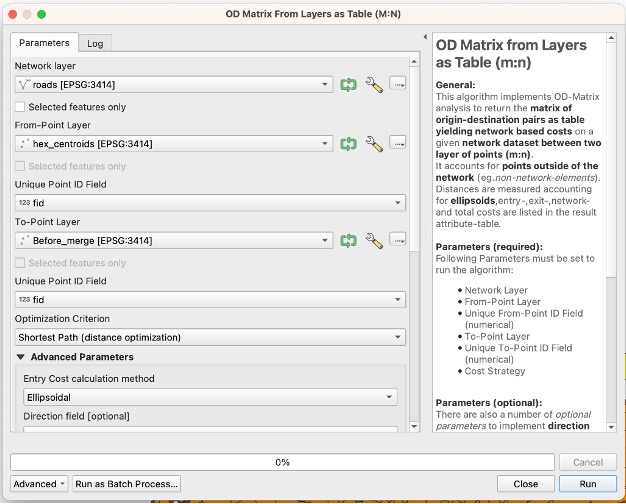 OD Matrix From Layers as Table (M:N)
Parameters
Log
Network layer
roads [EPSG:3414]
Selected features only
From-Point Layer
hex_centroids [EPSG:3414]
Selected features only
Unique Point ID Field
123 fid
To-Point Layer
Before_merge [EPSG:3414]
Selected features only
Unique Point ID Field
123 fid
Optimization Criterion
Shortest Path (distance optimization)
Advanced Parameters
Entry Cost calculation method
Ellipsoidal
Direction field [optional]
OD Matrix from Layers
as Table (m:n)
General:
This algorithm implements OD-Matrix
analysis to return the matrix of
origin-destination pairs as table
yielding network based costs on a
given network dataset between two
layer of points (m:n).
It accounts for points outside of the
network (eg.non-network-elements).
Distances are measured accounting
for ellipsoids,entry-,exit-,network-
and total costs are listed in the result
attribute-table.
Parameters (required):
Following Parameters must be set to
run the algorithm:
• Network Layer
• From-Point Layer
• Unique From-Point ID Field
(numerical)
• To-Point Layer
• Unique To-Point ID Field
(numerical)
• Cost Strategy
Parameters (optional):
There are also a number of optional
parameters to implement direction
0%
Cancel
Advanced
Run as Batch Process...
Close
Run